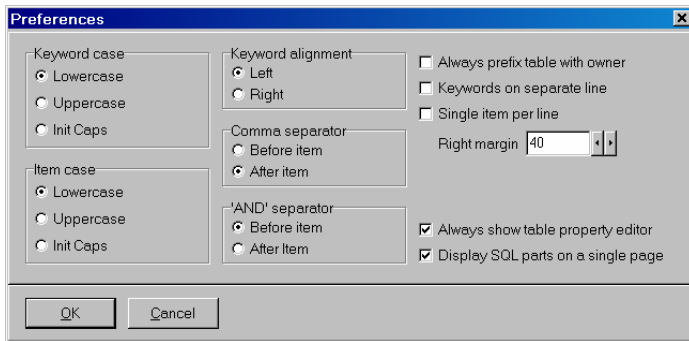 Preferences
Keyword case
Lowercase
Uppercase
Init Caps
Item case
Lowercase
Uppercase
Init Caps
Keyword alignment
Left
Right
Comma separator
Before item
After item
'AND' separator
Before item
After Item
Always prefix table with owner
Keywords on separate line
Single item per line
Right margin 40
Always show table property editor
Display SQL parts on a single page
OK
Cancel